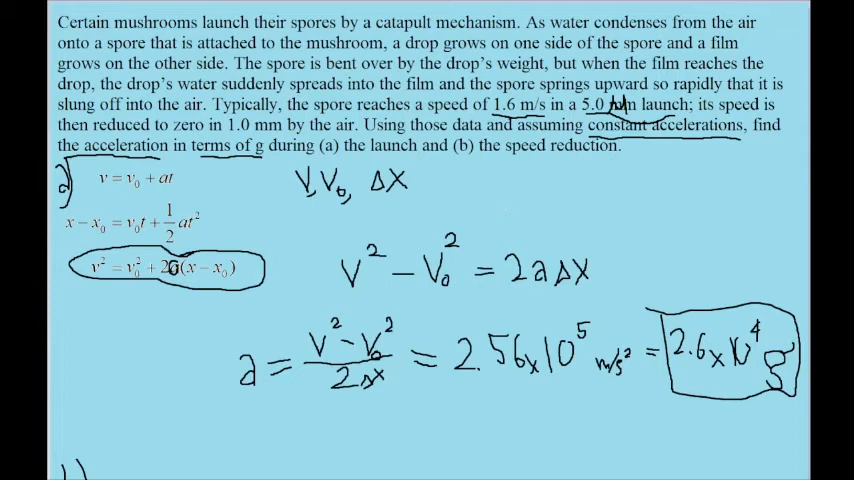 Certain mushrooms launch their spores by a catapult mechanism. As water condenses from the air
onto a spore that is attached to the mushroom, a drop grows on one side of the spore and a film
grows on the other side. The spore is bent over by the drop's weight, but when the film reaches the
drop, the drop's water suddenly spreads into the film and the spore springs upward so rapidly that it is
slung off into the air. Typically, the spore reaches a speed of 1.6 m/s in a 5.0 launch; its speed is
then reduced to zero in 1.0 mm by the air. Using those data and assuming constant accelerations, find
the acceleration in terms of g during (a) the launch and (b) the speed reduction.
a) v = v₀ + at
V, V₀, Δx
x − x₀ = v₀t + 1/2 at²
v² = v₀² + 2a(x − x₀)
V² − V₀² = 2aΔx
a = (V² − V₀²)/(2Δx) = 2.56x10⁵ m/s² = 2.6x10⁴ g